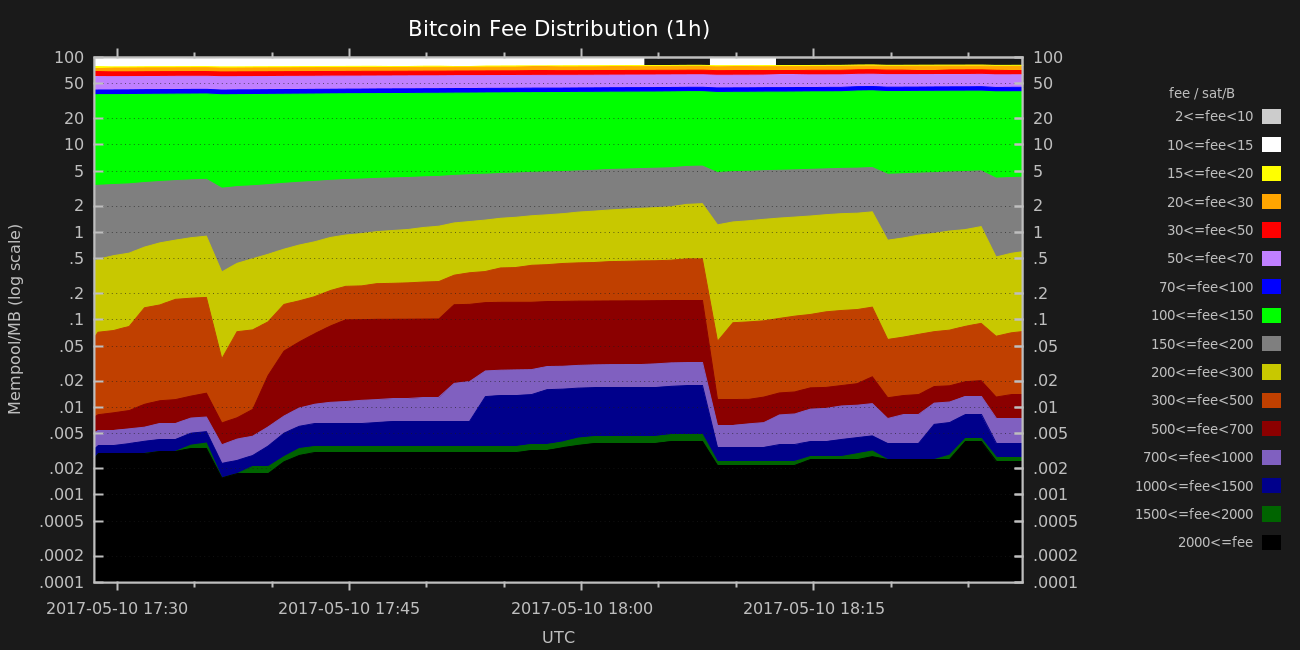 Bitcoin Fee Distribution (1h)
Mempool/MB (log scale)
100
50
20
10
5
2
1
.5
.2
.1
.05
.02
.01
.005
.002
.001
.0005
.0002
.0001
100
50
20
10
5
2
1
.5
.2
.1
.05
.02
.01
.005
.002
.001
.0005
.0002
.0001
2017-05-10 17:30
2017-05-10 17:45
2017-05-10 18:00
2017-05-10 18:15
UTC
fee / sat/B
2<=fee<10
10<=fee<15
15<=fee<20
20<=fee<30
30<=fee<50
50<=fee<70
70<=fee<100
100<=fee<150
150<=fee<200
200<=fee<300
300<=fee<500
500<=fee<700
700<=fee<1000
1000<=fee<1500
1500<=fee<2000
2000<=fee